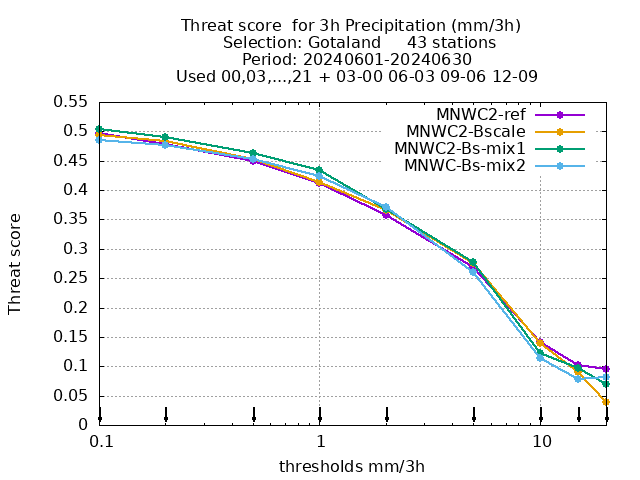 Threat score  for 3h Precipitation (mm/3h)
Selection: Gotaland     43 stations
Period: 20240601-20240630
Used 00,03,...,21 + 03-00 06-03 09-06 12-09
MNWC2-ref
MNWC2-Bscale
MNWC2-Bs-mix1
MNWC-Bs-mix2
Threat score
0.55
0.5
0.45
0.4
0.35
0.3
0.25
0.2
0.15
0.1
0.05
0
0.1 1 10
thresholds mm/3h